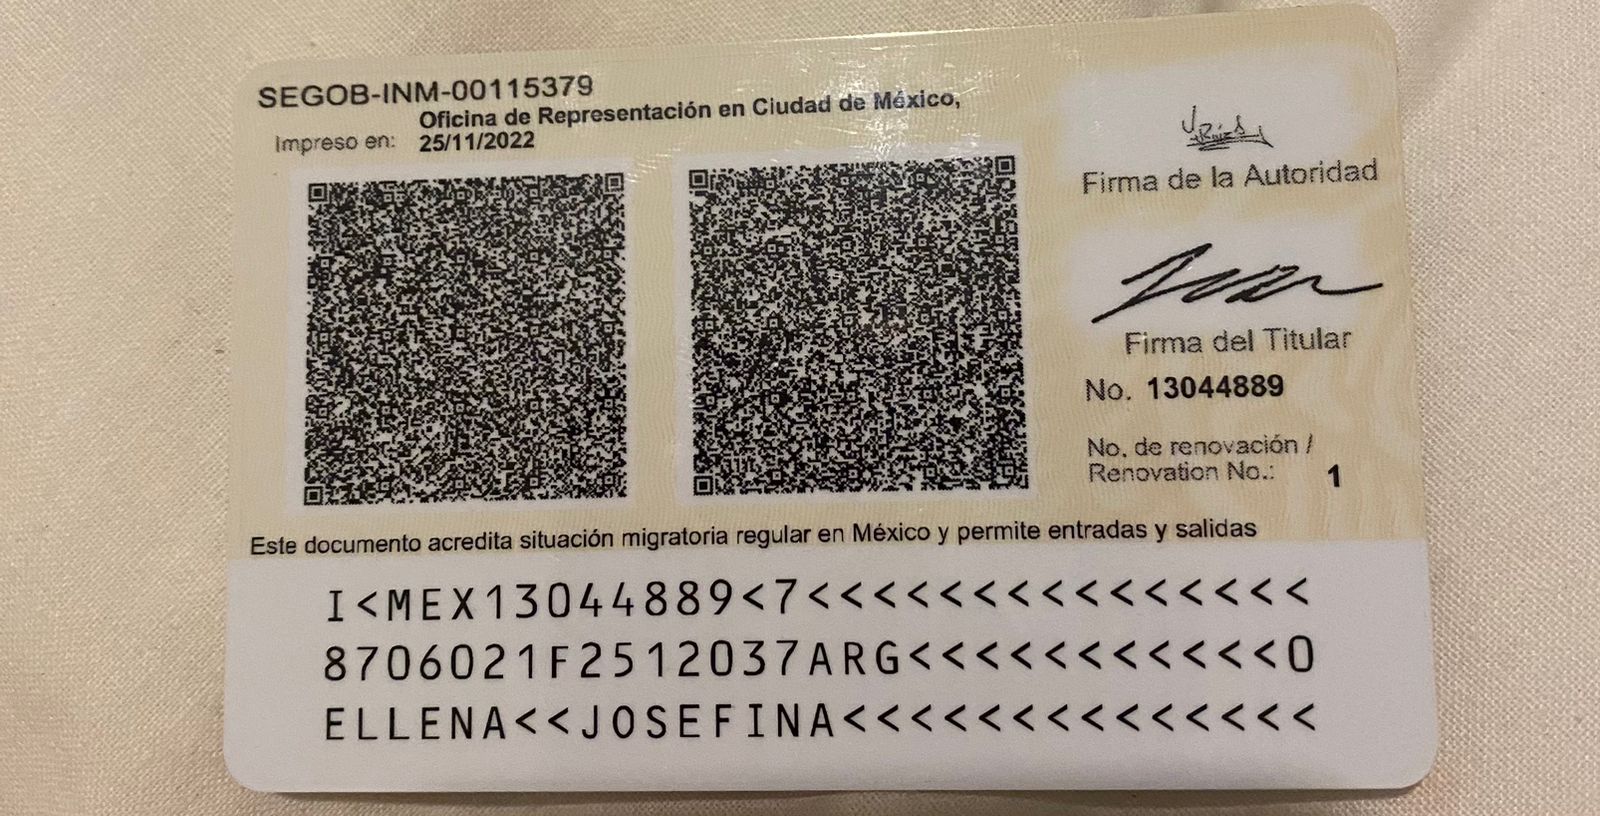 SEGOB-INM-00115379
Oficina de Representación en Ciudad de México,
Impreso en: 25/11/2022
Firma de la Autoridad
Firma del Titular
No. 13044889
No. de renovación /
Renovation No.: 1
Este documento acredita situación migratoria regular en México y permite entradas y salidas
I<MEX13044889<7<<<<<<<<<<<<<<<
8706021F2512037ARG<<<<<<<<<<<0
ELLENA<<JOSEFINA<<<<<<<<<<<<<<